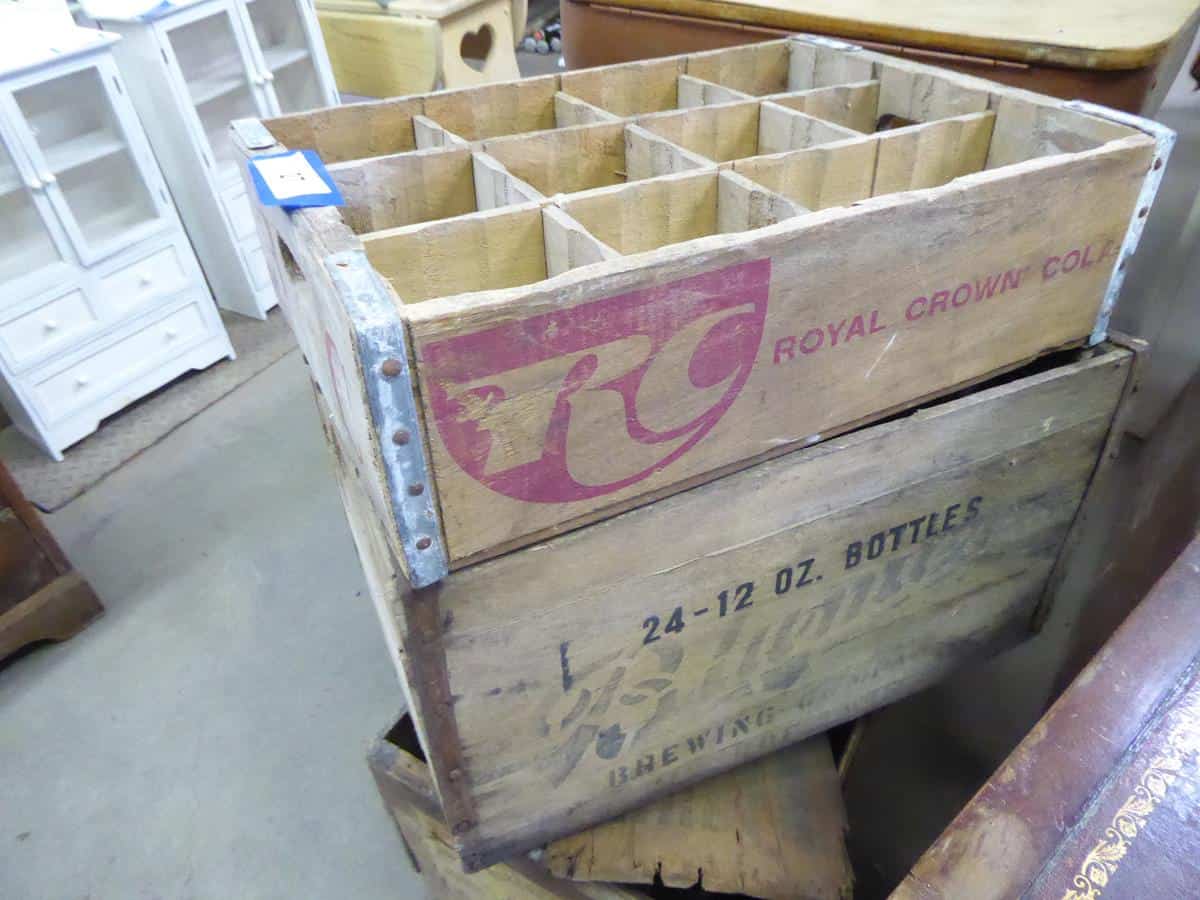 RC
ROYAL CROWN COLA
24-12 OZ. BOTTLES
BREWING